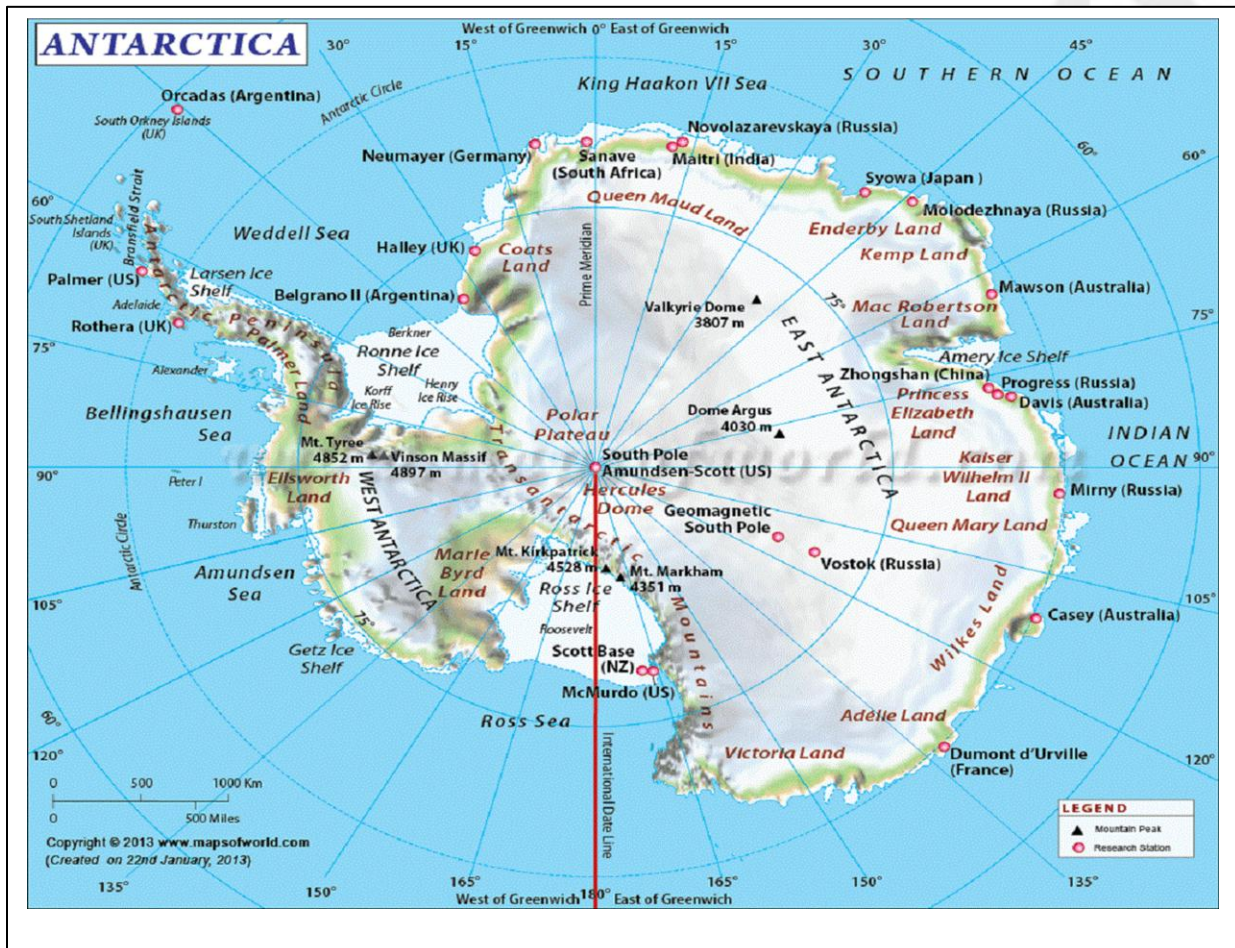 ANTARCTICA
West of Greenwich 0° East of Greenwich
30°
15°
15°
30°
45°
SOUTHERN OCEAN
King Haakon VII Sea
Antarctic Circle
Orcadas (Argentina)
South Orkney Islands
(UK)
Novolazarevskaya (Russia)
Neumayer (Germany)
Sanave
(South Africa)
Maitri (India)
60°
60°
Syowa (Japan )
Molodezhnaya (Russia)
Queen Maud Land
Enderby Land
Kemp Land
60°
South Shetland
Islands
(UK)
Bransfield Strait
Weddell Sea
Halley (UK)
Coats
Land
Prime Meridian
Palmer (US)
Larsen Ice
Shelf
Antarctic Peninsula
Adelaide
Rothera (UK)
Palmer Land
Belgrano II (Argentina)
Valkyrie Dome
3807 m
75°
Mac Robertson
Land
Mawson (Australia)
75°
75°
EAST ANTARCTICA
Berkner
Ronne Ice
Shelf
Amery Ice Shelf
Alexander
Korff
Ice Rise
Henry
Ice Rise
Zhongshan (China)
Progress (Russia)
Davis (Australia)
Princess
Elizabeth
Land
Bellingshausen
Sea
Polar
Plateau
Dome Argus
4030 m
INDIAN
OCEAN
Mt. Tyree
4852 m
Vinson Massif
4897 m
Transantarctic Mountains
South Pole
Amundsen-Scott (US)
90°
90°
Kaiser
Wilhelm II
Land
Peter I
Ellsworth
Land
WEST ANTARCTICA
Hercules
Dome
Geomagnetic
South Pole
Mirny (Russia)
Queen Mary Land
Thurston
Antarctic Circle
Vostok (Russia)
Amundsen
Sea
Marie
Byrd
Land
Mt. Kirkpatrick
4528 m
Mt. Markham
4351 m
Ross Ice
Shelf
105°
105°
75°
Roosevelt
Wilkes Land
Casey (Australia)
Getz Ice
Shelf
Scott Base
(NZ)
McMurdo (US)
Ross Sea
60°
Adélie Land
Victoria Land
Dumont d'Urville
(France)
120°
120°
International Date Line
0 500 1000 Km
0 500 Miles
LEGEND
Mountain Peak
Research Station
Copyright © 2013 www.mapsofworld.com
(Created on 22nd January, 2013)
135°
150°
165°
165°
150°
135°
West of Greenwich 180° East of Greenwich